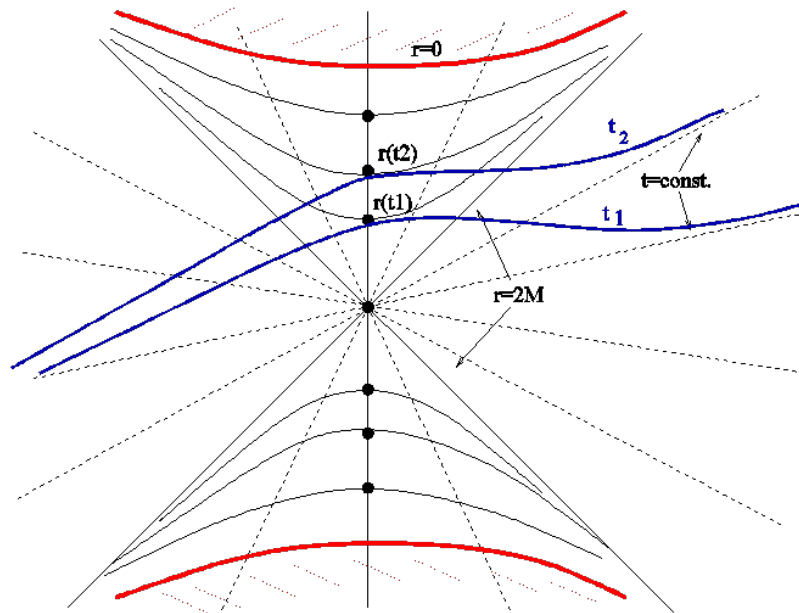 r=0
t2
r(t2)
t=const.
r(t1)
t1
r=2M